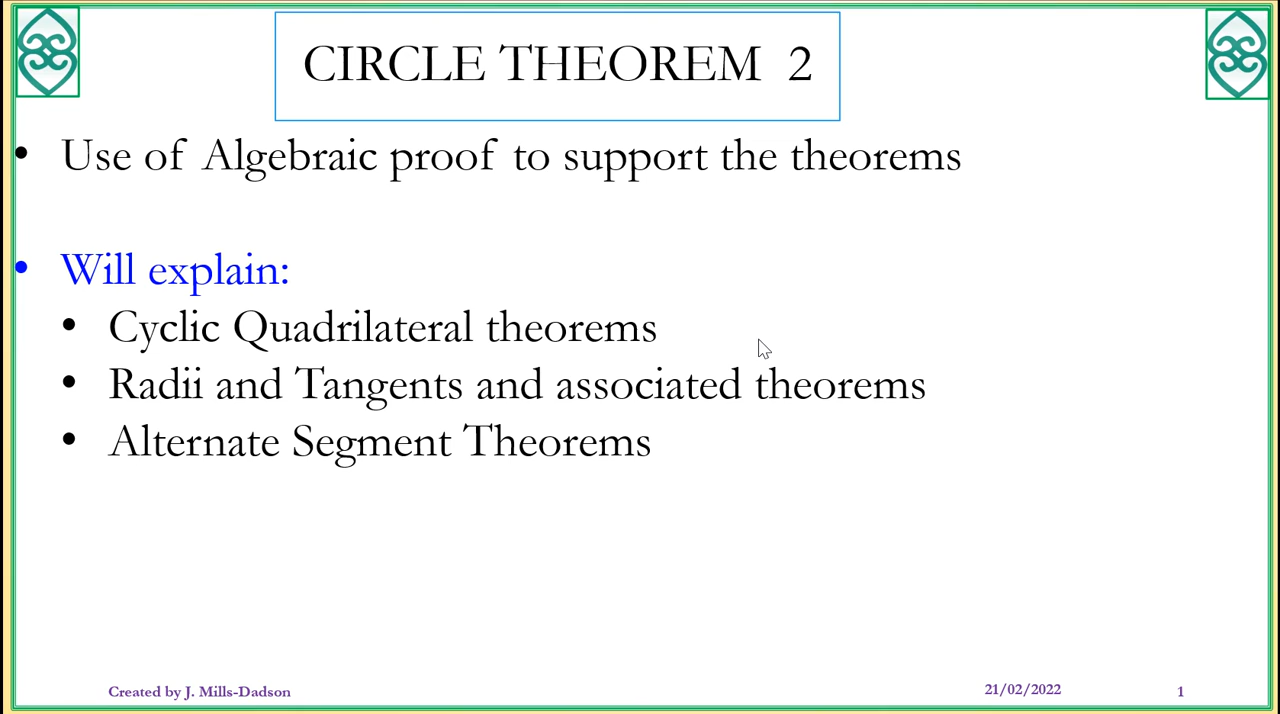 CIRCLE THEOREM 2
• Use of Algebraic proof to support the theorems
• Will explain:
• Cyclic Quadrilateral theorems
• Radii and Tangents and associated theorems
• Alternate Segment Theorems
Created by J. Mills-Dadson 21/02/2022 1